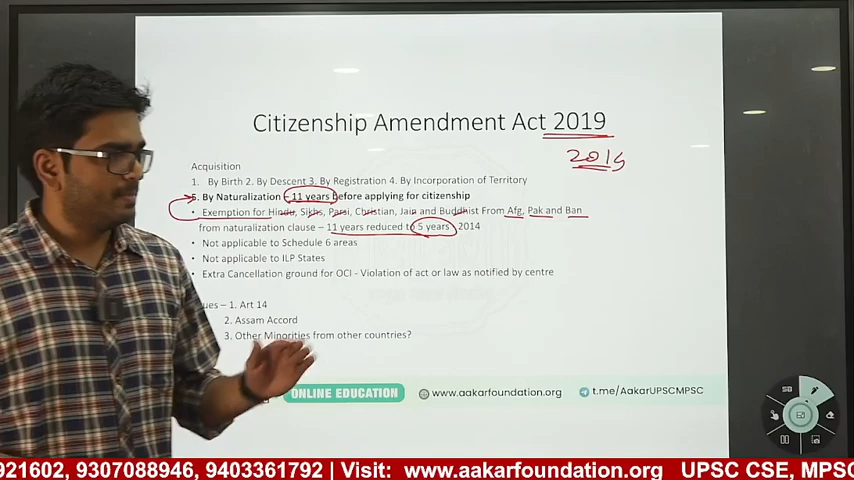 Citizenship Amendment Act 2019
2019
Acquisition
1. By Birth 2. By Descent 3. By Registration 4. By Incorporation of Territory
5. By Naturalization – 11 years before applying for citizenship
• Exemption for Hindu, Sikhs, Parsi, Christian, Jain and Buddhist From Afg, Pak and Ban
from naturalization clause – 11 years reduced to 5 years 2014
• Not applicable to Schedule 6 areas
• Not applicable to ILP States
• Extra Cancellation ground for OCI - Violation of act or law as notified by centre
ues – 1. Art 14
2. Assam Accord
3. Other Minorities from other countries?
ONLINE EDUCATION www.aakarfoundation.org t.me/AakarUPSCMPSC
921602, 9307088946, 9403361792 | Visit: www.aakarfoundation.org UPSC CSE, MPSC